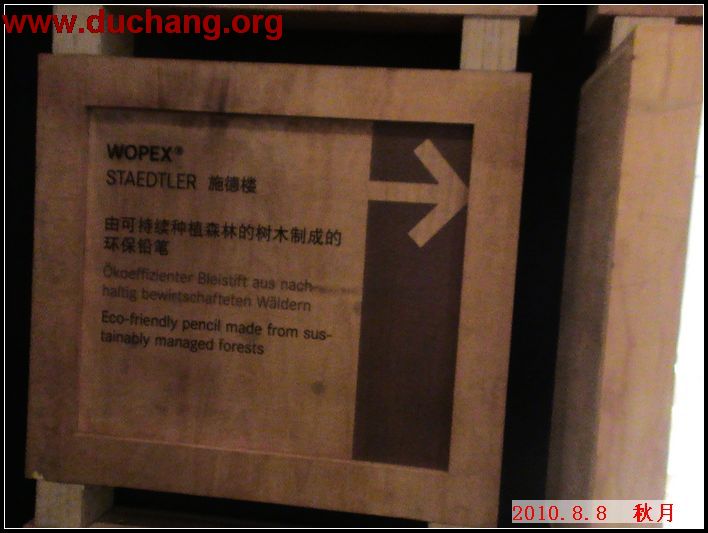 www.duchang.org
WOPEX®
STAEDTLER 施德楼
由可持续种植森林的树木制成的
环保铅笔
Ökoeffizienter Bleistift aus nach-
haltig bewirtschafteten Wäldern
Eco-friendly pencil made from sus-
tainably managed forests
2010.8.8 秋月